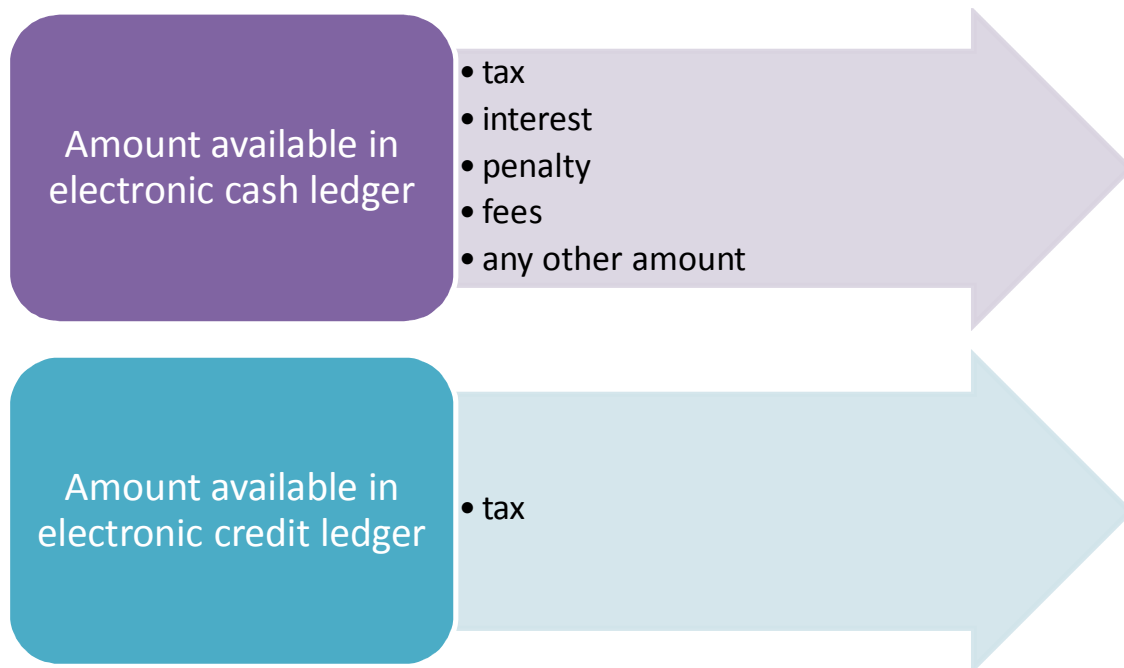 Amount available in
electronic cash ledger
• tax
• interest
• penalty
• fees
• any other amount
Amount available in
electronic credit ledger
• tax